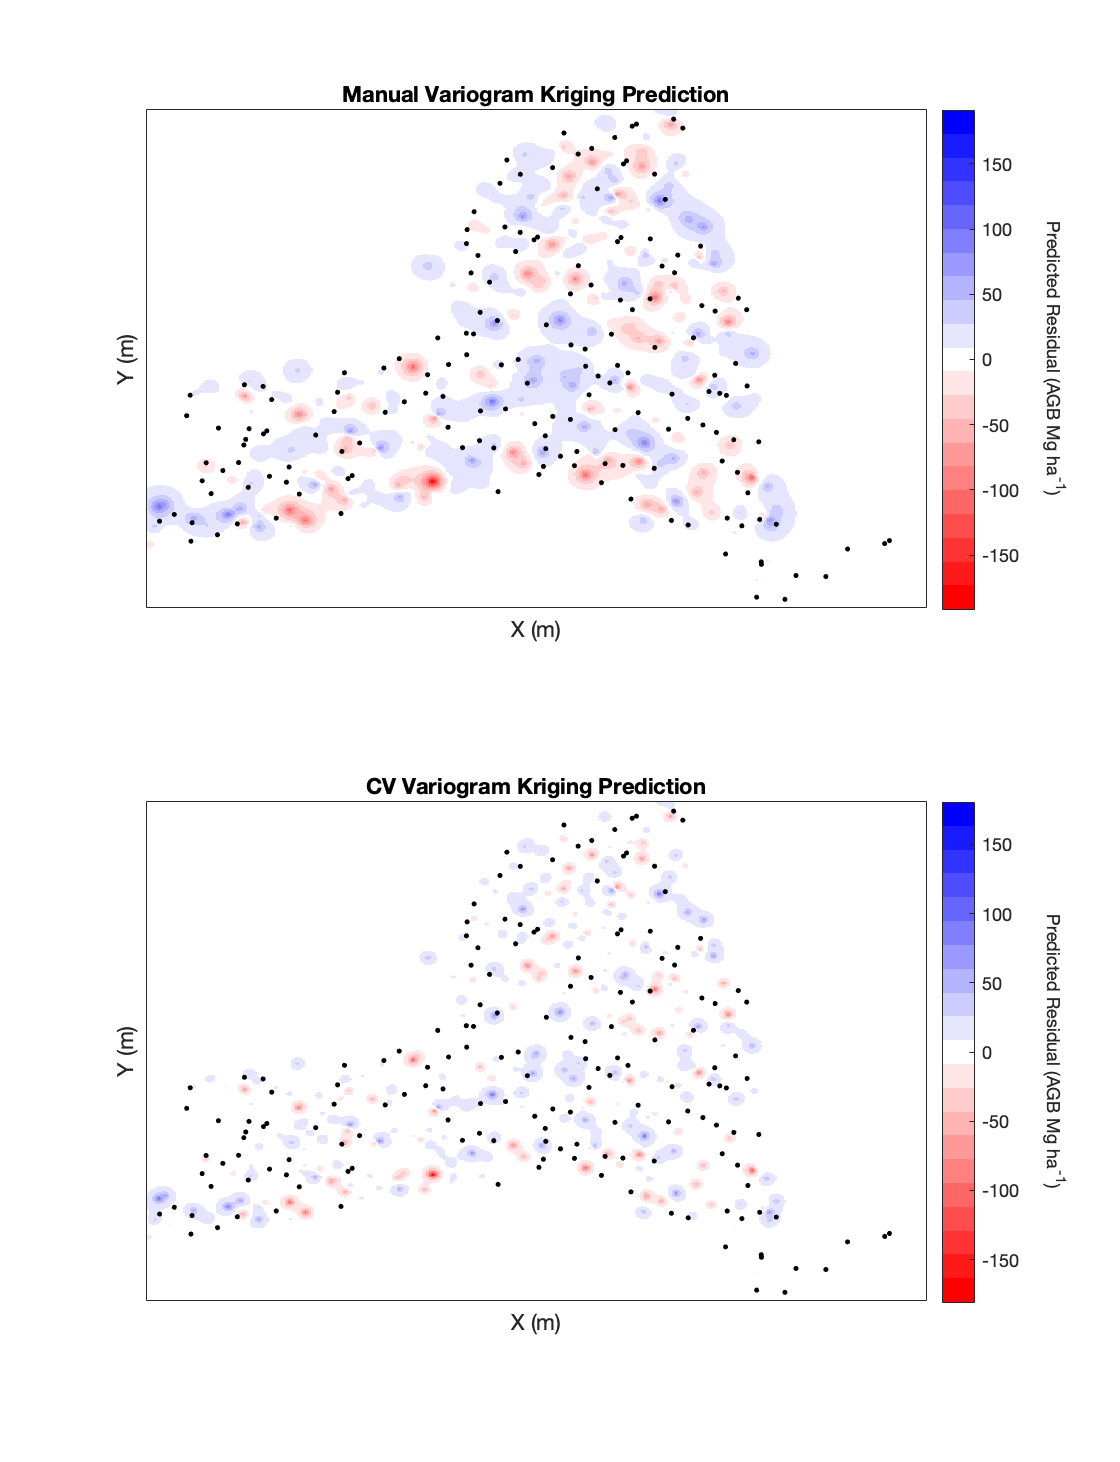 Manual Variogram Kriging Prediction
150
100
50
0
-50
-100
-150
Predicted Residual (AGB Mg ha⁻¹)
Y (m)
X (m)
CV Variogram Kriging Prediction
150
100
50
0
-50
-100
-150
Predicted Residual (AGB Mg ha⁻¹)
Y (m)
X (m)